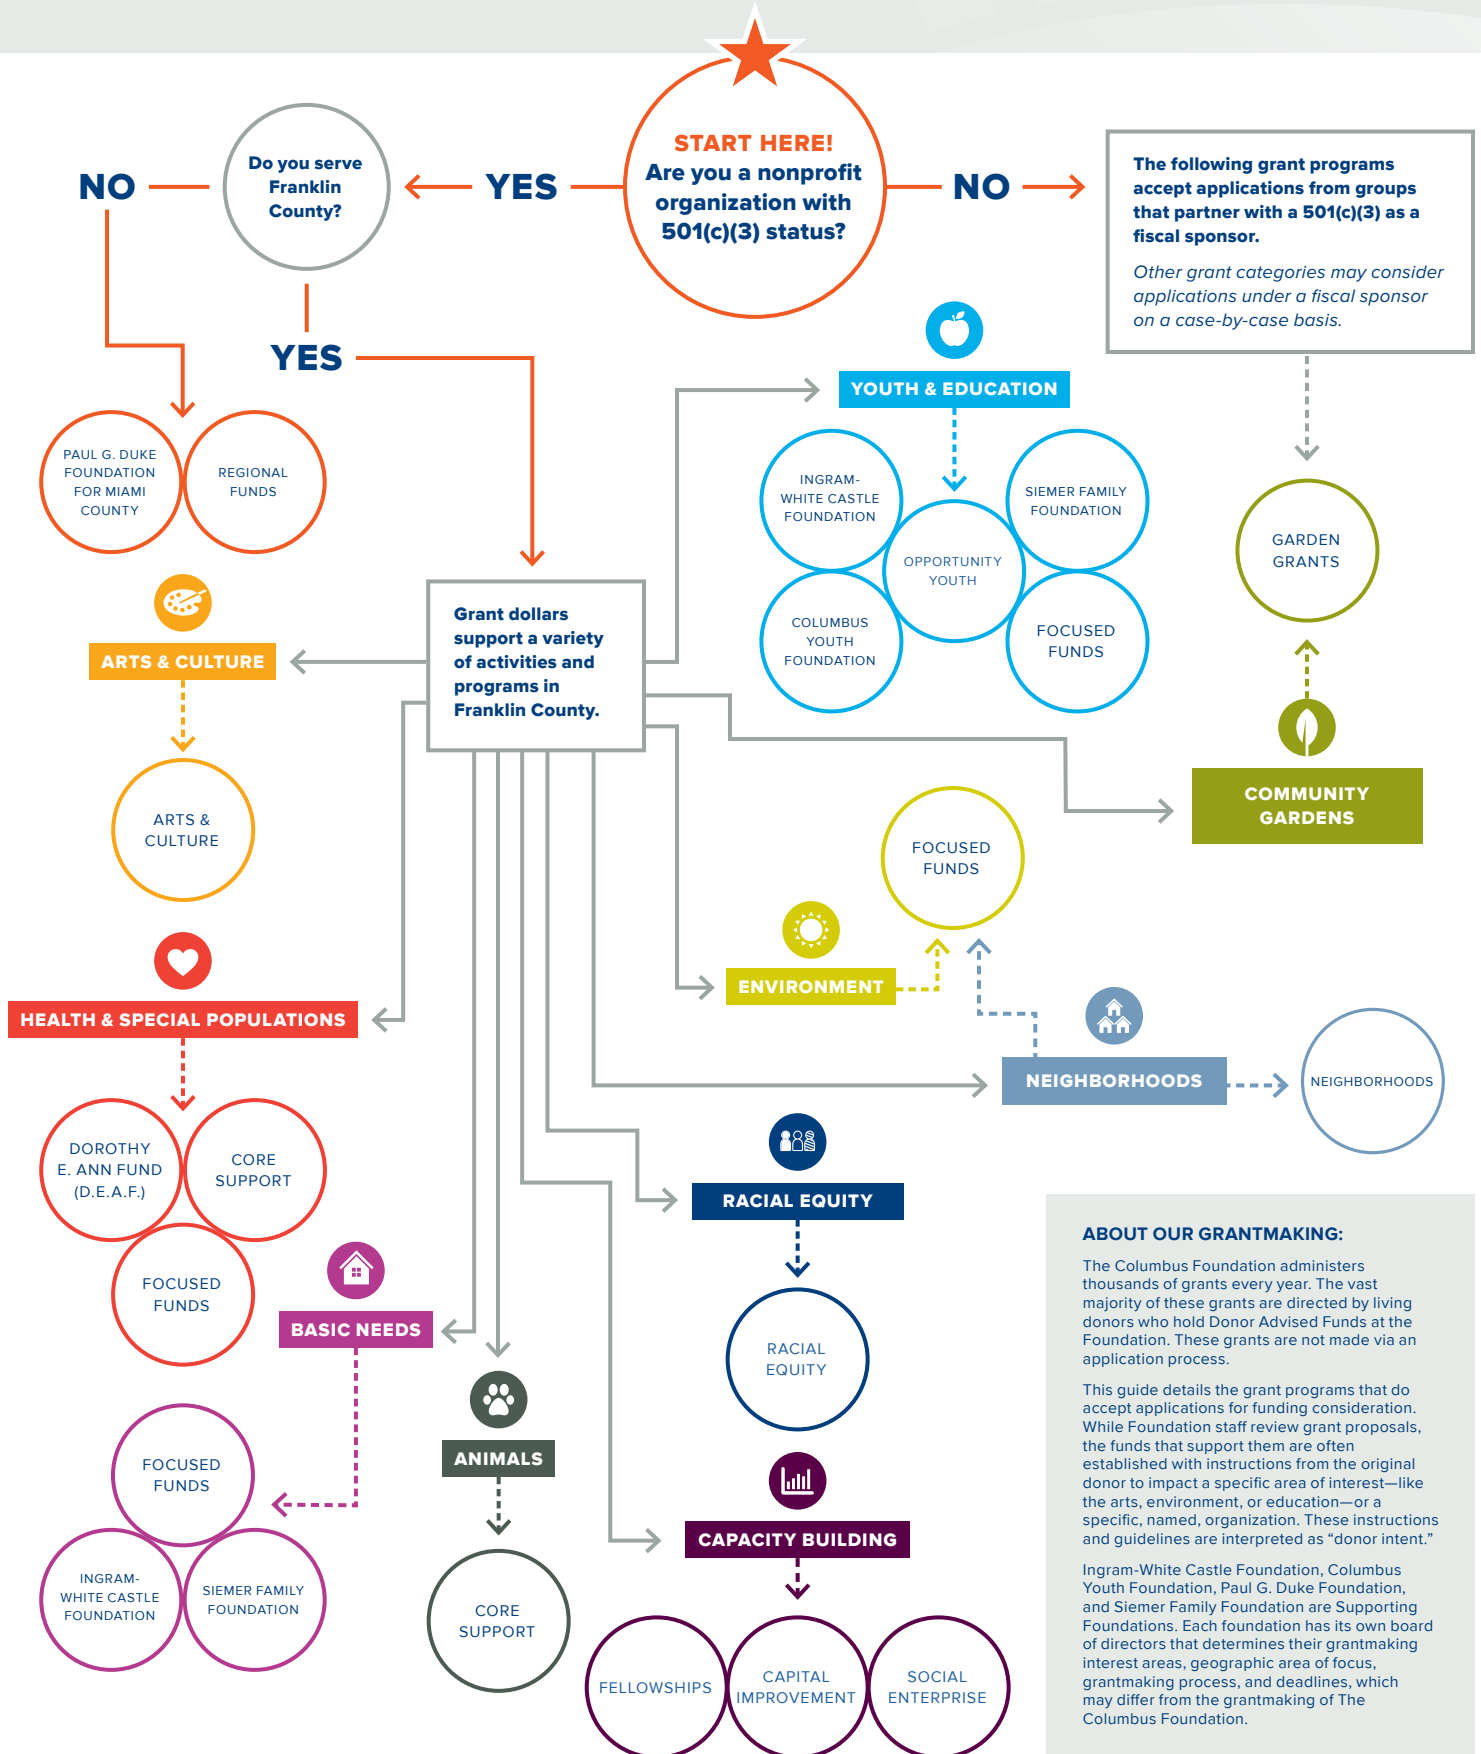 START HERE!
Are you a nonprofit
organization with
501(c)(3) status?
YES
Do you serve
Franklin
County?
NO
PAUL G. DUKE
FOUNDATION
FOR MIAMI
COUNTY
REGIONAL
FUNDS
YES
NO
The following grant programs
accept applications from groups
that partner with a 501(c)(3) as a
fiscal sponsor.
Other grant categories may consider
applications under a fiscal sponsor
on a case-by-case basis.
GARDEN
GRANTS
COMMUNITY
GARDENS
YOUTH & EDUCATION
INGRAM-
WHITE CASTLE
FOUNDATION
OPPORTUNITY
YOUTH
SIEMER FAMILY
FOUNDATION
COLUMBUS
YOUTH
FOUNDATION
FOCUSED
FUNDS
Grant dollars
support a variety
of activities and
programs in
Franklin County.
ARTS & CULTURE
ARTS &
CULTURE
HEALTH & SPECIAL POPULATIONS
DOROTHY
E. ANN FUND
(D.E.A.F.)
CORE
SUPPORT
FOCUSED
FUNDS
BASIC NEEDS
FOCUSED
FUNDS
INGRAM-
WHITE CASTLE
FOUNDATION
SIEMER FAMILY
FOUNDATION
ANIMALS
CORE
SUPPORT
FOCUSED
FUNDS
ENVIRONMENT
NEIGHBORHOODS
NEIGHBORHOODS
RACIAL EQUITY
RACIAL
EQUITY
CAPACITY BUILDING
FELLOWSHIPS
CAPITAL
IMPROVEMENT
SOCIAL
ENTERPRISE
ABOUT OUR GRANTMAKING:
The Columbus Foundation administers
thousands of grants every year. The vast
majority of these grants are directed by living
donors who hold Donor Advised Funds at the
Foundation. These grants are not made via an
application process.
This guide details the grant programs that do
accept applications for funding consideration.
While Foundation staff review grant proposals,
the funds that support them are often
established with instructions from the original
donor to impact a specific area of interest—like
the arts, environment, or education—or a
specific, named, organization. These instructions
and guidelines are interpreted as “donor intent.”
Ingram-White Castle Foundation, Columbus
Youth Foundation, Paul G. Duke Foundation,
and Siemer Family Foundation are Supporting
Foundations. Each foundation has its own board
of directors that determines their grantmaking
interest areas, geographic area of focus,
grantmaking process, and deadlines, which
may differ from the grantmaking of The
Columbus Foundation.